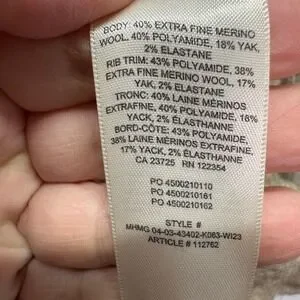 BODY: 40% EXTRA FINE MERINO
WOOL, 40% POLYAMIDE, 18% YAK,
2% ELASTANE
RIB TRIM: 43% POLYAMIDE, 38%
EXTRA FINE MERINO WOOL, 17%
YAK, 2% ELASTANE
TRONC: 40% LAINE MÉRINOS
EXTRAFINE, 40% POLYAMIDE, 18%
YACK, 2% ÉLASTHANNE
BORD-CÔTE: 43% POLYAMIDE,
38% LAINE MÉRINOS EXTRAFINE,
17% YACK, 2% ÉLASTHANNE
CA 23725 RN 122354
PO 4500210110
PO 4500210161
PO 4500210162
STYLE #
MHMG 04-03-43402-K063-WI23
ARTICLE # 112762